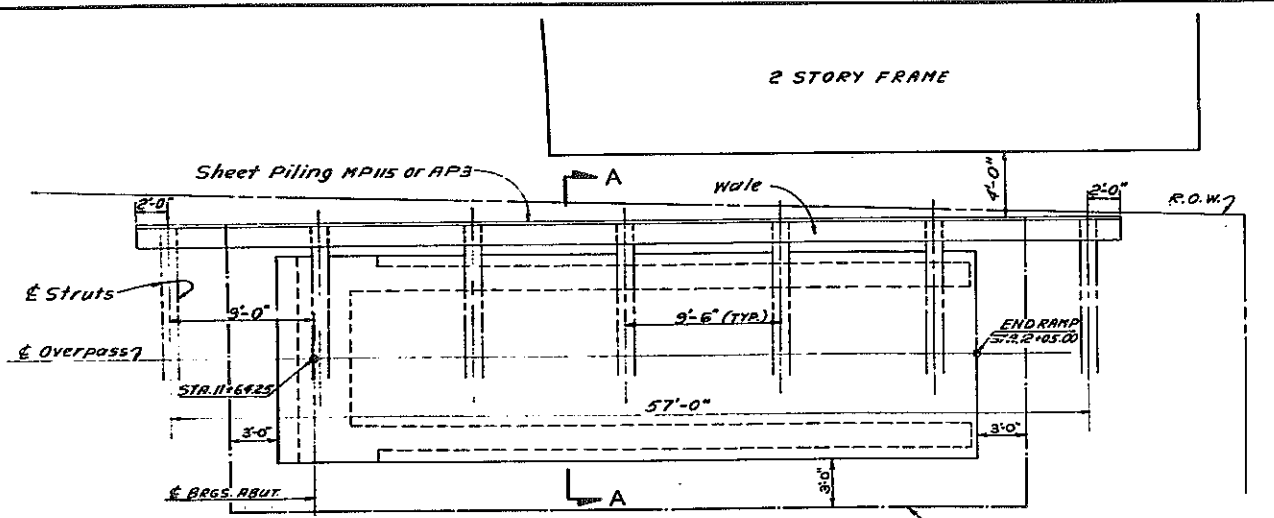 2 STORY FRAME
Sheet Piling MP115 or AP3
A
Wale
4'-0"
2'-0"
2'-0"
R.O.W.
℄ Struts
9'-0"
9'-6" (TYP.)
END RAMP
STA. 12+05.00
℄ Overpass
STA. 11+64.25
57'-0"
3'-0"
3'-0"
3'-0"
℄ BRGS. ABUT.
A